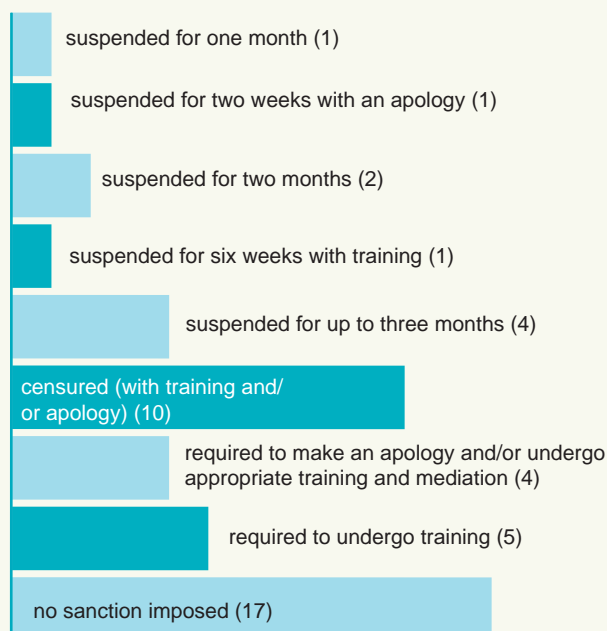 suspended for one month (1)
suspended for two weeks with an apology (1)
suspended for two months (2)
suspended for six weeks with training (1)
suspended for up to three months (4)
censured (with training and/
or apology) (10)
required to make an apology and/or undergo
appropriate training and mediation (4)
required to undergo training (5)
no sanction imposed (17)